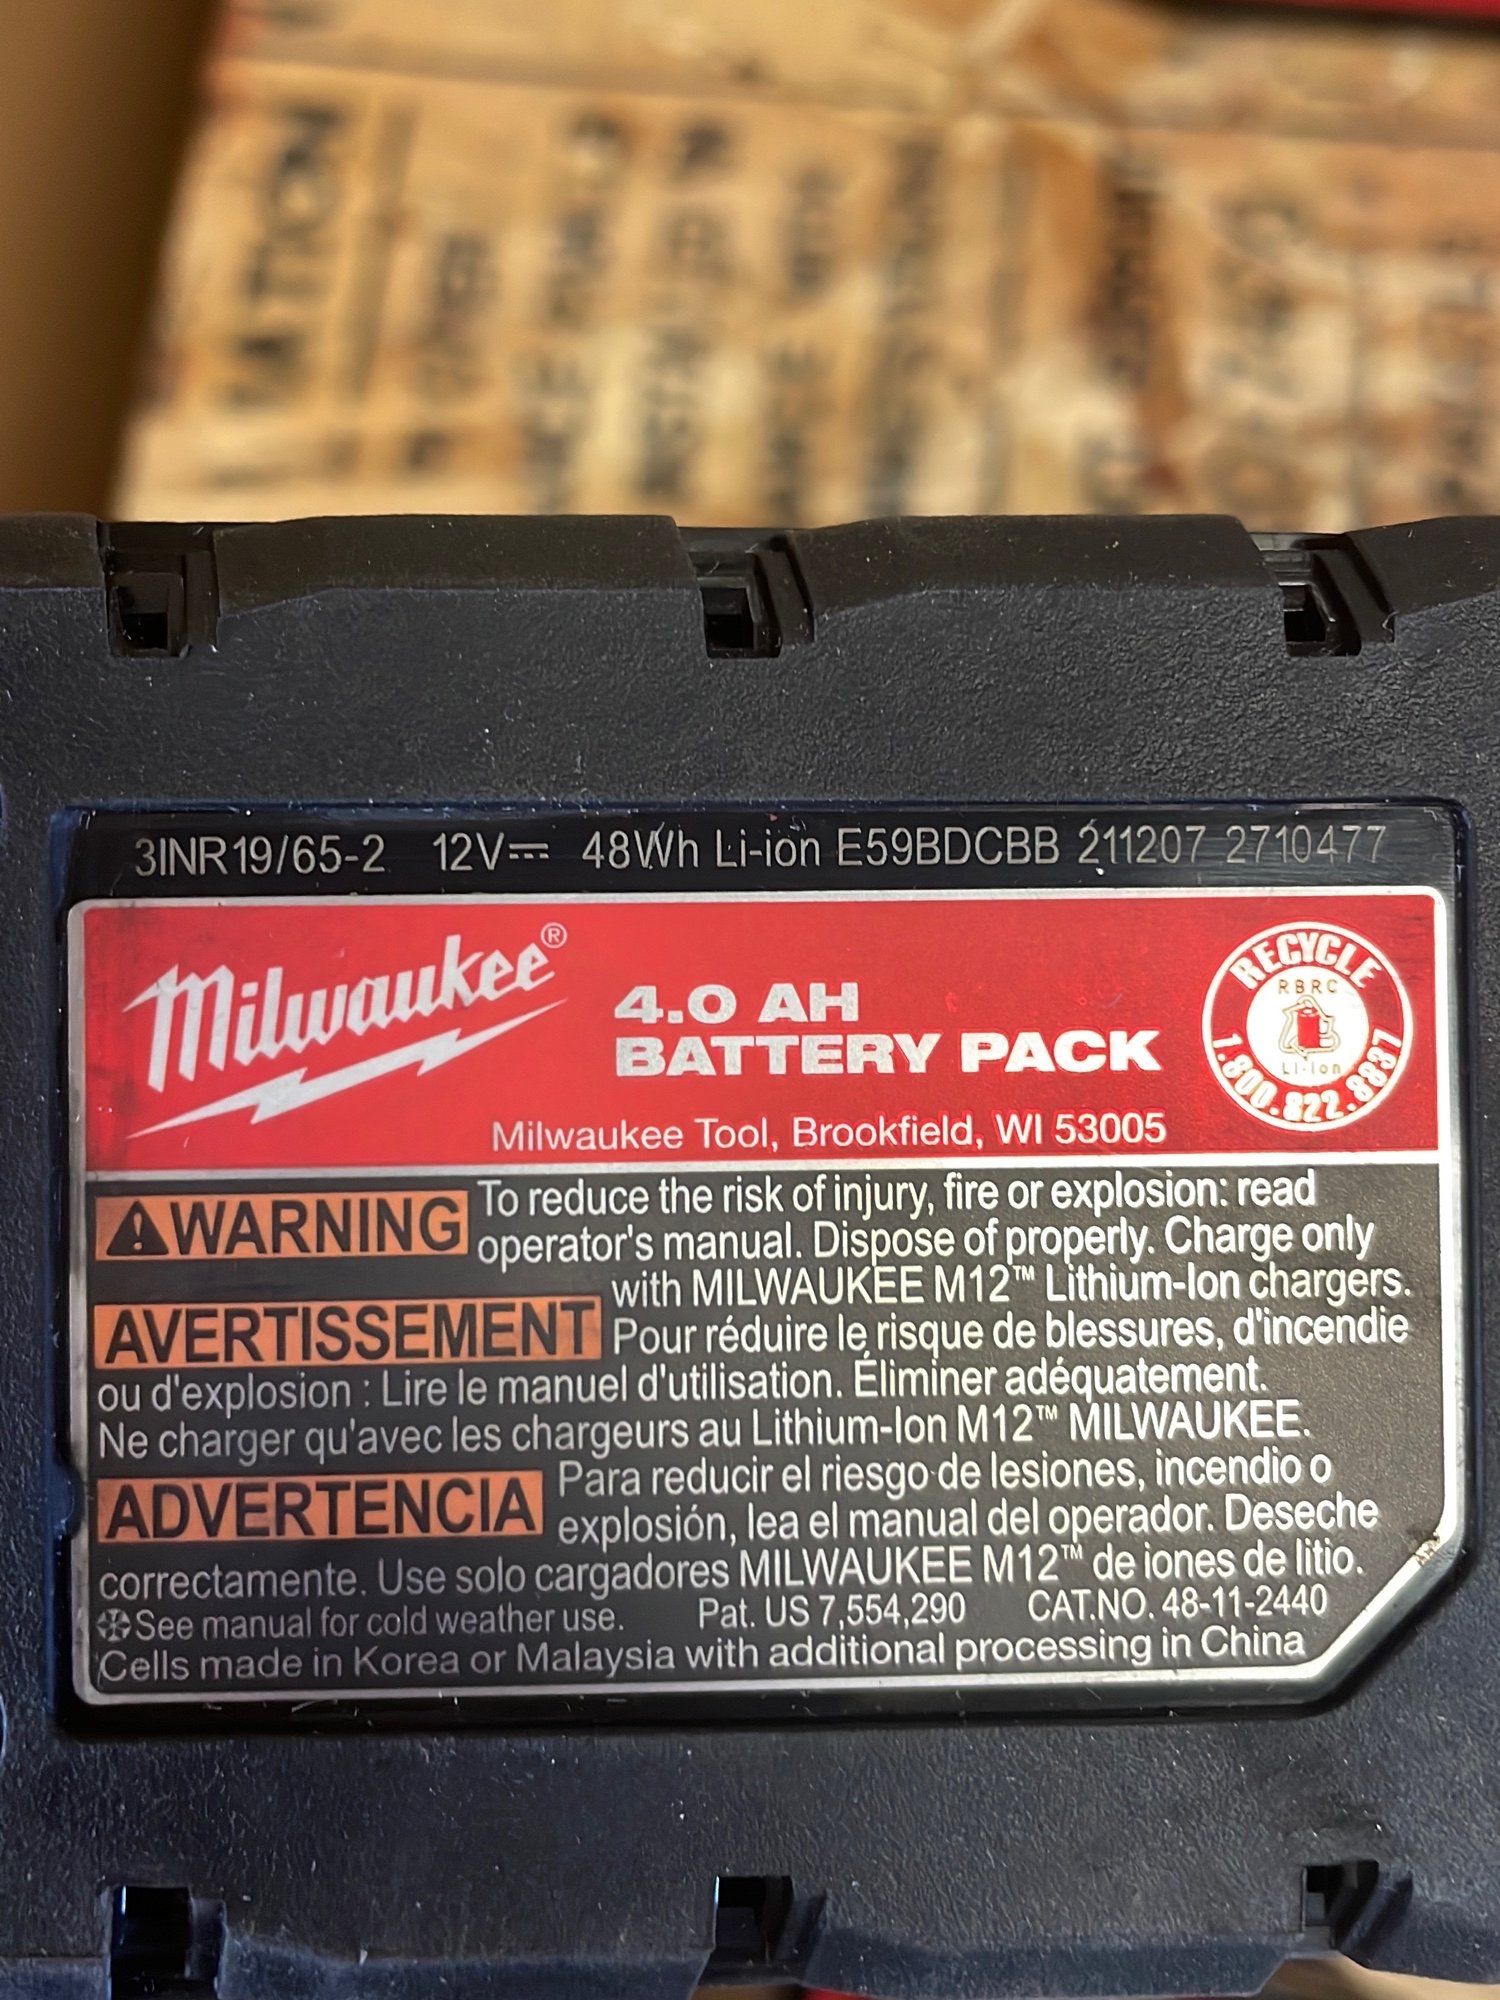 3INR19/65-2 12V⎓ 48Wh Li-ion E59BDCBB 211207 2710477
Milwaukee®
4.0 AH
BATTERY PACK
Milwaukee Tool, Brookfield, WI 53005
RECYCLE
RBRC
Li-Ion
1.800.822.8837
⚠WARNING To reduce the risk of injury, fire or explosion: read
operator's manual. Dispose of properly. Charge only
with MILWAUKEE M12™ Lithium-Ion chargers.
AVERTISSEMENT Pour réduire le risque de blessures, d'incendie
ou d'explosion : Lire le manuel d'utilisation. Éliminer adéquatement.
Ne charger qu'avec les chargeurs au Lithium-Ion M12™ MILWAUKEE.
ADVERTENCIA Para reducir el riesgo de lesiones, incendio o
explosión, lea el manual del operador. Deseche
correctamente. Use solo cargadores MILWAUKEE M12™ de iones de litio.
See manual for cold weather use. Pat. US 7,554,290 CAT.NO. 48-11-2440
Cells made in Korea or Malaysia with additional processing in China